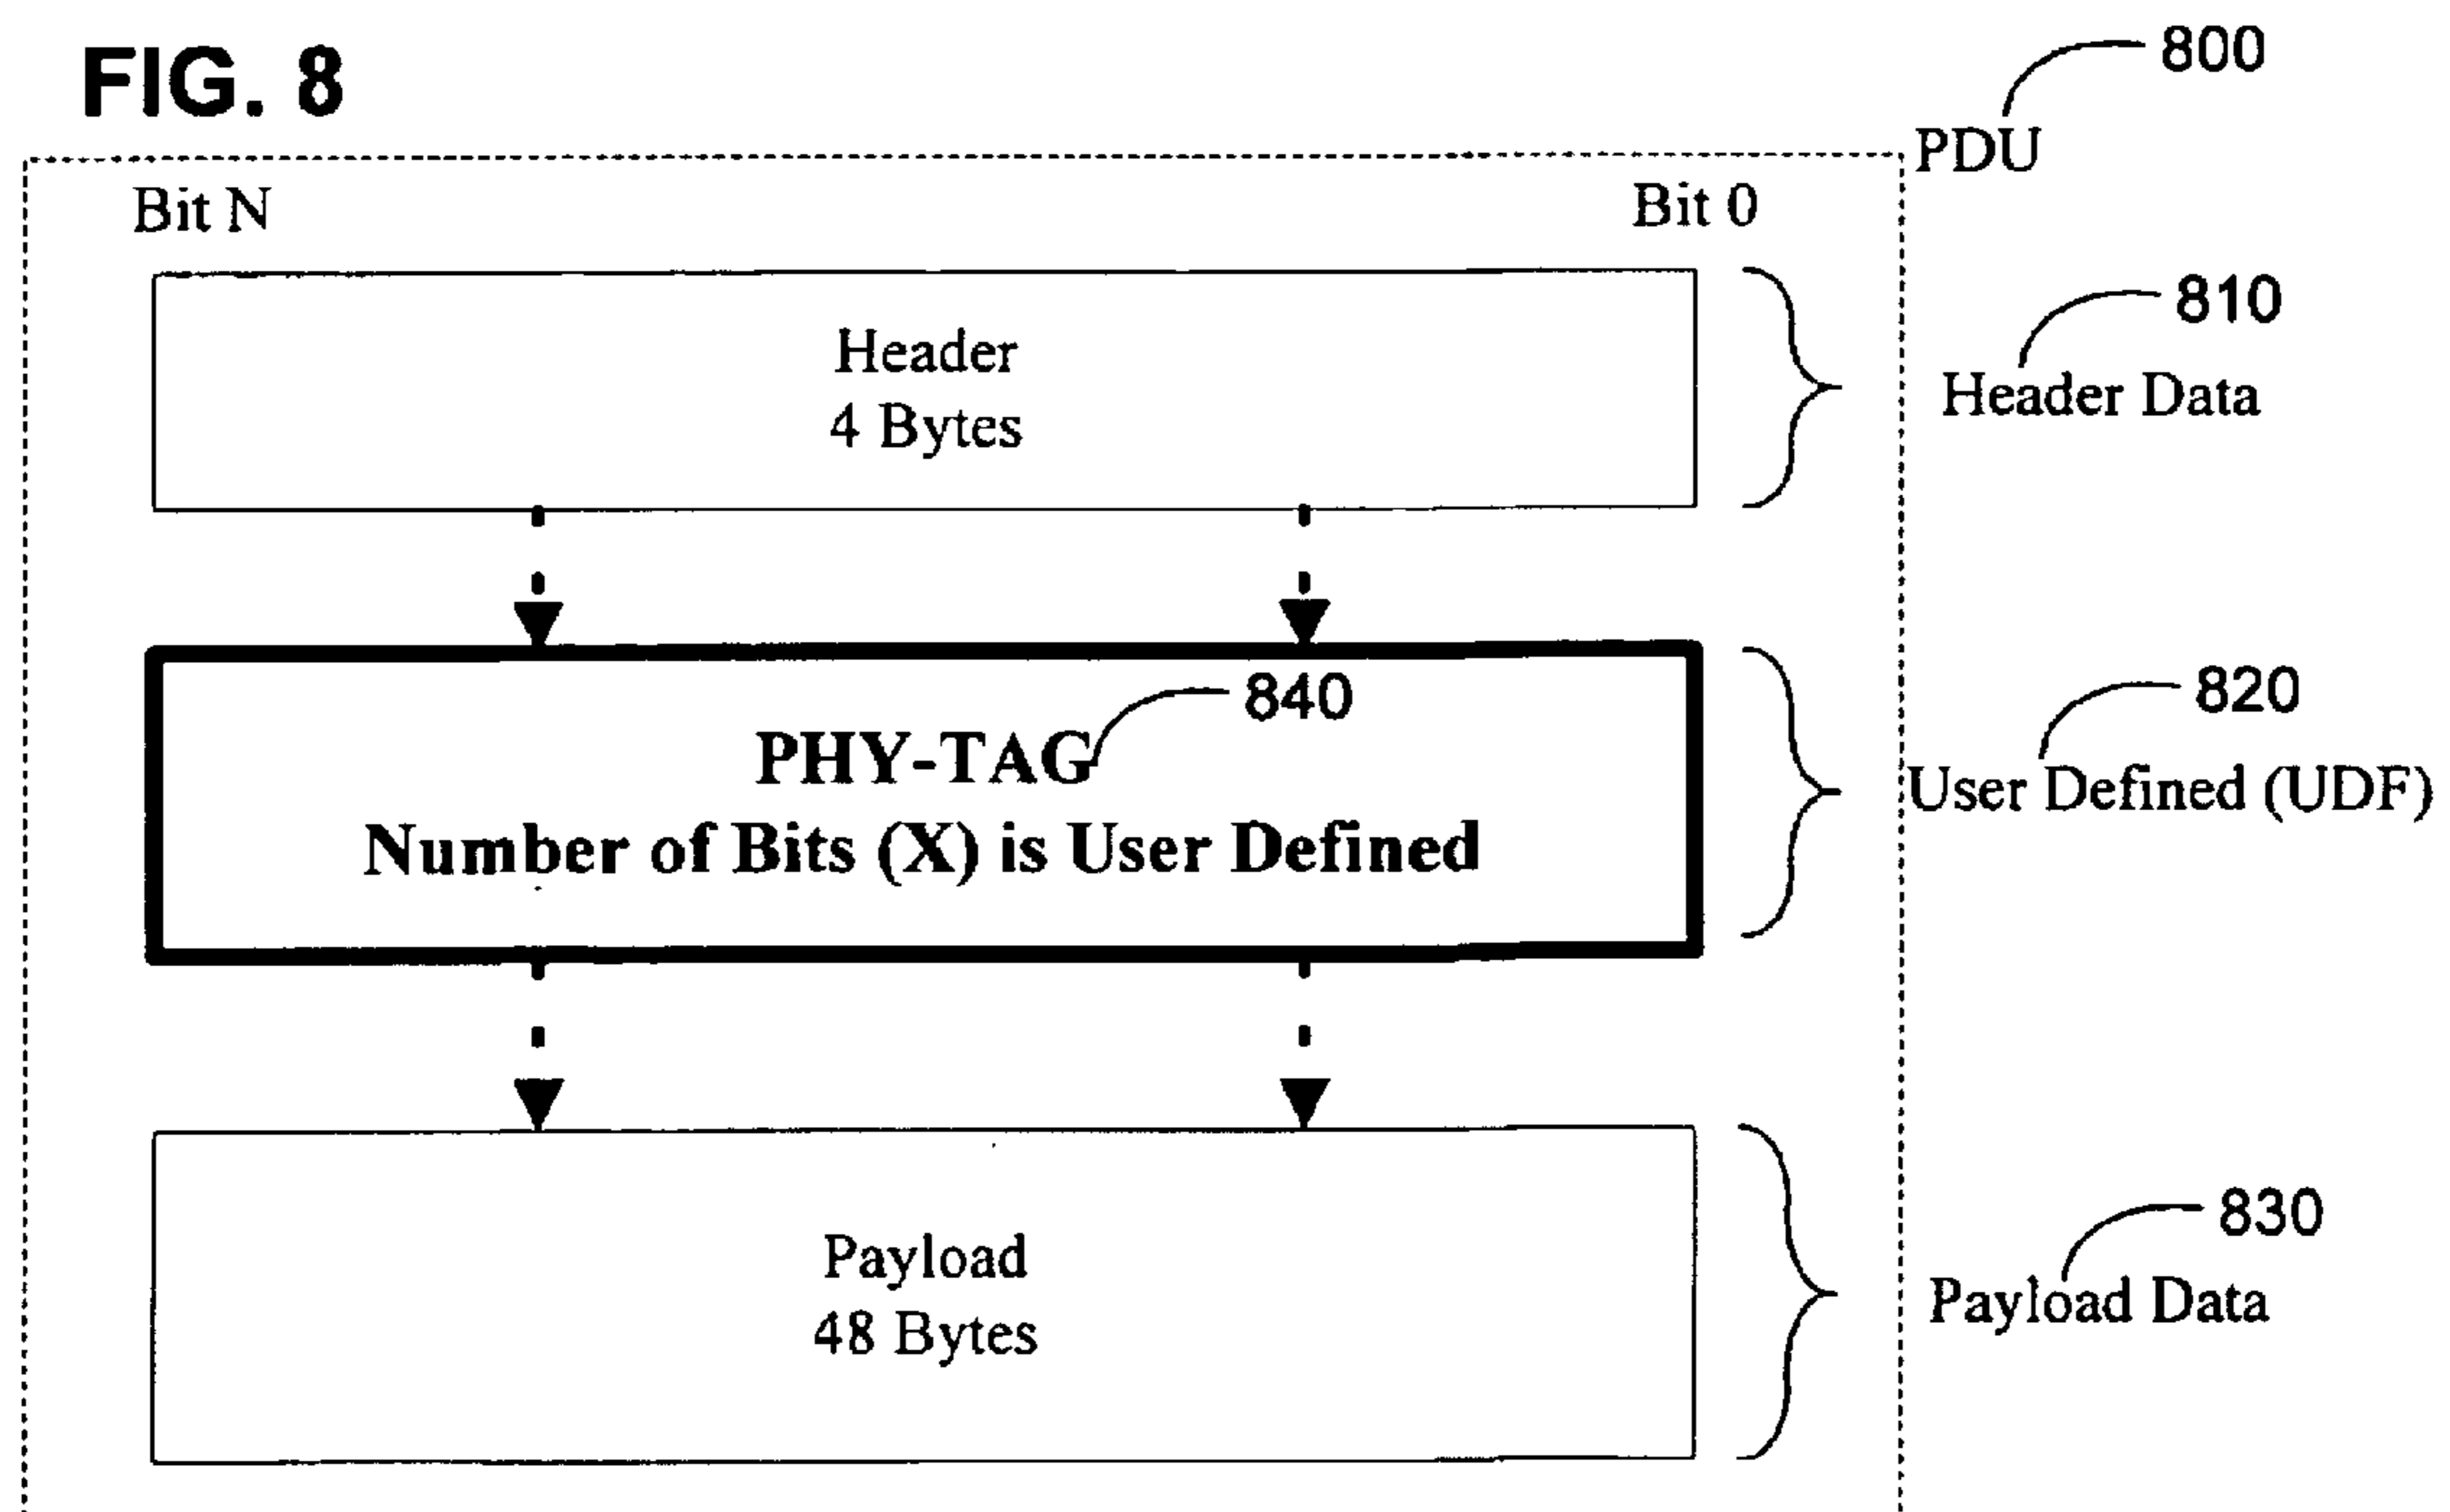 FIG. 8
800
PDU
Bit N
Bit 0
Header
4 Bytes
810
Header Data
840
PHY-TAG
Number of Bits (X) is User Defined
820
User Defined (UDF)
Payload
48 Bytes
830
Payload Data